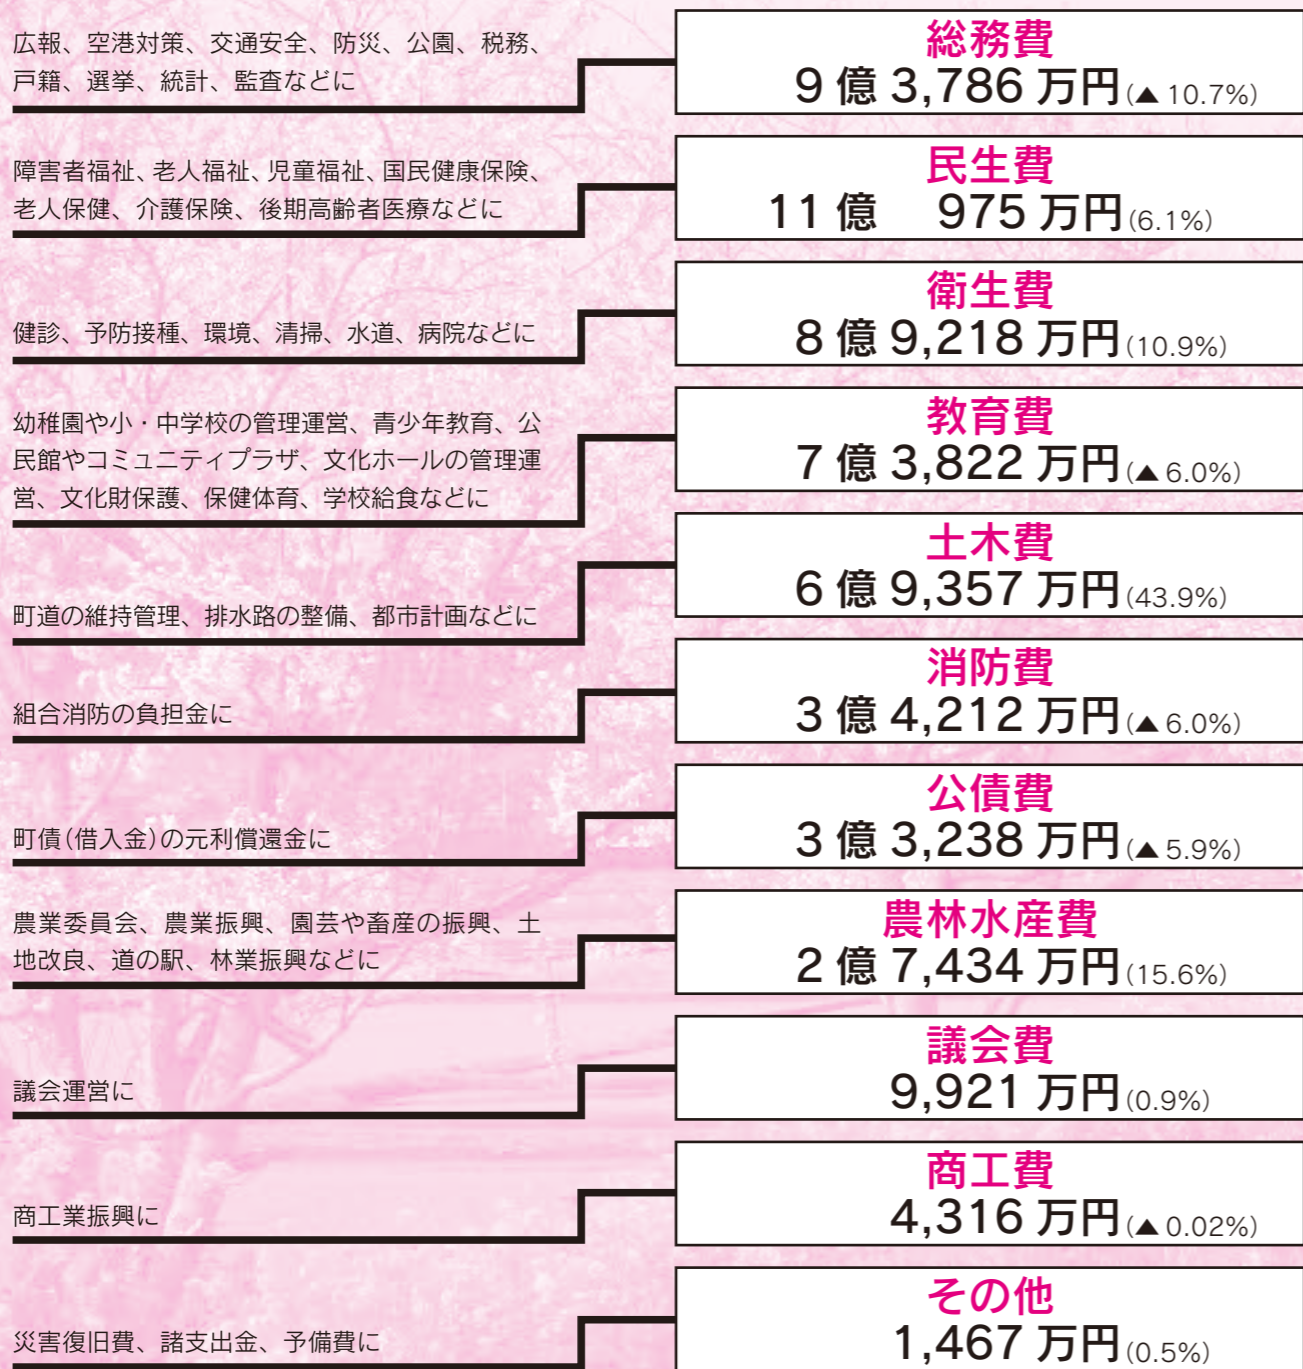 広報、空港対策、交通安全、防災、公園、税務、
戸籍、選挙、統計、監査などに
総務費
9億3,786万円(▲10.7%)
障害者福祉、老人福祉、児童福祉、国民健康保険、
老人保健、介護保険、後期高齢者医療などに
民生費
11億 975万円(6.1%)
健診、予防接種、環境、清掃、水道、病院などに
衛生費
8億9,218万円(10.9%)
幼稚園や小・中学校の管理運営、青少年教育、公
民館やコミュニティプラザ、文化ホールの管理運
営、文化財保護、保健体育、学校給食などに
教育費
7億3,822万円(▲6.0%)
町道の維持管理、排水路の整備、都市計画などに
土木費
6億9,357万円(43.9%)
組合消防の負担金に
消防費
3億4,212万円(▲6.0%)
町債(借入金)の元利償還金に
公債費
3億3,238万円(▲5.9%)
農業委員会、農業振興、園芸や畜産の振興、土
地改良、道の駅、林業振興などに
農林水産費
2億7,434万円(15.6%)
議会運営に
議会費
9,921万円(0.9%)
商工業振興に
商工費
4,316万円(▲0.02%)
災害復旧費、諸支出金、予備費に
その他
1,467万円(0.5%)